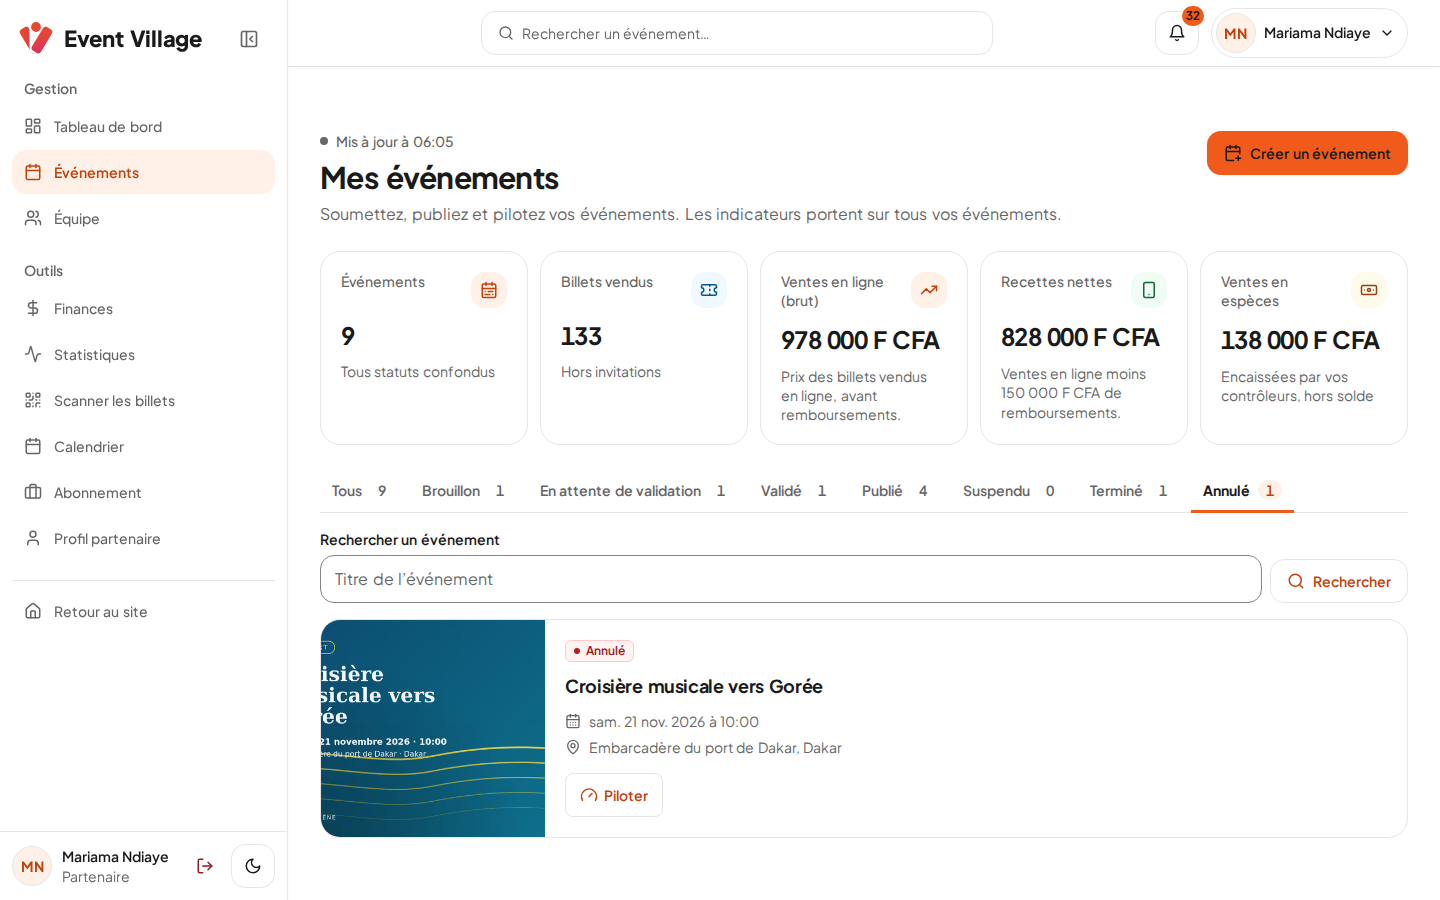 Event Village
Gestion
Tableau de bord
Événements
Équipe
Outils
Finances
Statistiques
Scanner les billets
Calendrier
Abonnement
Profil partenaire
Retour au site
MN
Mariama Ndiaye
Partenaire
Rechercher un événement...
32
MN
Mariama Ndiaye
Mis à jour à 06:05
Mes événements
Soumettez, publiez et pilotez vos événements. Les indicateurs portent sur tous vos événements.
Créer un événement
Événements
9
Tous statuts confondus
Billets vendus
133
Hors invitations
Ventes en ligne
(brut)
978 000 F CFA
Prix des billets vendus
en ligne, avant
remboursements.
Recettes nettes
828 000 F CFA
Ventes en ligne moins
150 000 F CFA de
remboursements.
Ventes en
espèces
138 000 F CFA
Encaissées par vos
contrôleurs, hors solde
Tous 9
Brouillon 1
En attente de validation 1
Validé 1
Publié 4
Suspendu 0
Terminé 1
Annulé 1
Rechercher un événement
Titre de l'événement
Rechercher
isière
sicale vers
rée
21 novembre 2026 · 10:00
ère du port de Dakar · Dakar
Annulé
Croisière musicale vers Gorée
sam. 21 nov. 2026 à 10:00
Embarcadère du port de Dakar, Dakar
Piloter